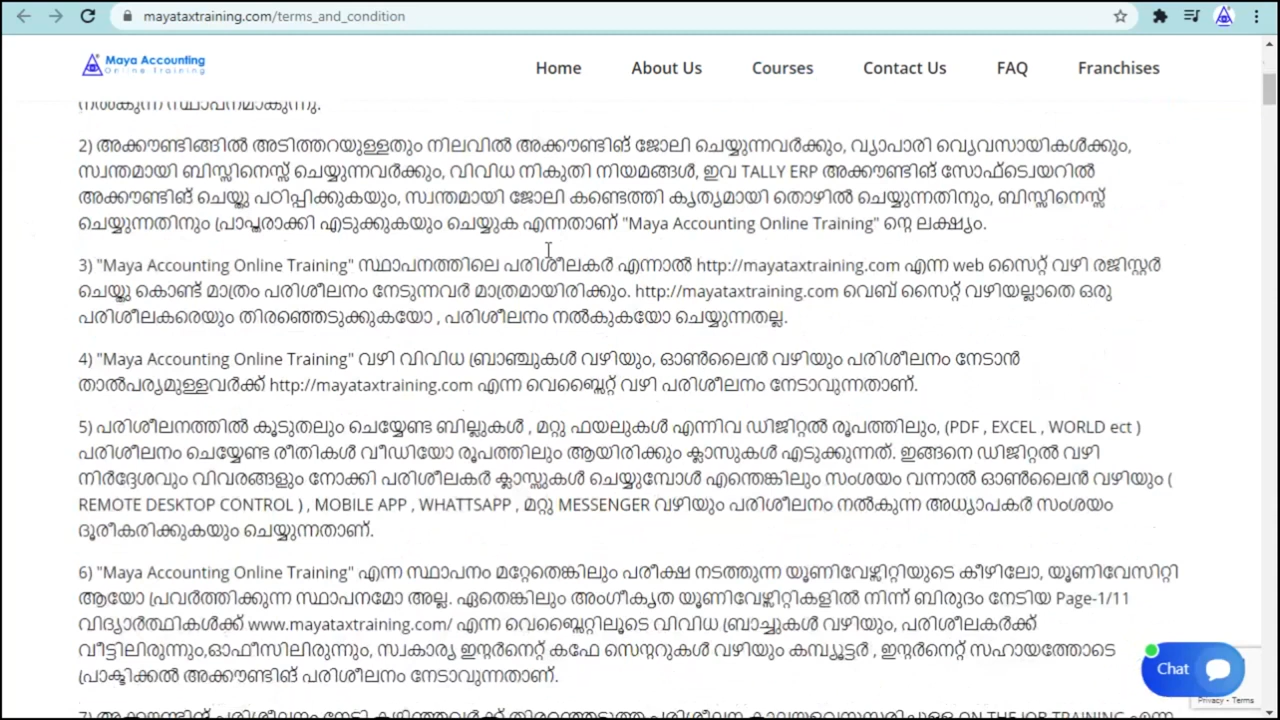 mayataxtraining.com/terms_and_condition
Maya Accounting
Online Training
Home About Us Courses Contact Us FAQ Franchises
നൽകുന്ന സ്ഥാപനമാകുന്നു.
2) അക്കൗണ്ടിങ്ങിൽ അടിത്തറയുള്ളതും നിലവിൽ അക്കൗണ്ടിങ് ജോലി ചെയ്യുന്നവർക്കും, വ്യാപാരി വ്യെവസായികൾക്കും,
സ്വന്തമായി ബിസ്സിനെസ്സ് ചെയ്യുന്നവർക്കും, വിവിധ നികുതി നിയമങ്ങൾ, ഇവ TALLY ERP അക്കൗണ്ടിങ് സോഫ്ട്വെയറിൽ
അക്കൗണ്ടിങ് ചെയ്തു പഠിപ്പിക്കുകയും, സ്വന്തമായി ജോലി കണ്ടെത്തി കൃത്യമായി തൊഴിൽ ചെയ്യുന്നതിനും, ബിസ്സിനെസ്സ്
ചെയ്യുന്നതിനും പ്രാപ്തരാക്കി എടുക്കുകയും ചെയ്യുക എന്നതാണ് "Maya Accounting Online Training" ന്റെ ലക്ഷ്യം.
3) "Maya Accounting Online Training" സ്ഥാപനത്തിലെ പരിശീലകർ എന്നാൽ http://mayataxtraining.com എന്ന web സൈറ്റ് വഴി രജിസ്റ്റർ
ചെയ്തു കൊണ്ട് മാത്രം പരിശീലനം നേടുന്നവർ മാത്രമായിരിക്കും. http://mayataxtraining.com വെബ് സൈറ്റ് വഴിയല്ലാതെ ഒരു
പരിശീലകരെയും തിരഞ്ഞെടുക്കുകയോ , പരിശീലനം നൽകുകയോ ചെയ്യുന്നതല്ല.
4) "Maya Accounting Online Training" വഴി വിവിധ ബ്രാഞ്ചുകൾ വഴിയും, ഓൺലൈൻ വഴിയും പരിശീലനം നേടാൻ
താൽപര്യമുള്ളവർക്ക് http://mayataxtraining.com എന്ന വെബ്സൈറ്റ് വഴി പരിശീലനം നേടാവുന്നതാണ്.
5) പരിശീലനത്തിൽ കൂടുതലും ചെയ്യേണ്ട ബില്ലുകൾ , മറ്റു ഫയലുകൾ എന്നിവ ഡിജിറ്റൽ രൂപത്തിലും, (PDF , EXCEL , WORLD ect )
പരിശീലനം ചെയ്യേണ്ട രീതികൾ വീഡിയോ രൂപത്തിലും ആയിരിക്കും ക്ലാസുകൾ എടുക്കുന്നത്. ഇങ്ങനെ ഡിജിറ്റൽ വഴി
നിർദ്ദേശവും വിവരങ്ങളും നോക്കി പരിശീലകർ ക്ലാസ്സുകൾ ചെയ്യുമ്പോൾ എന്തെങ്കിലും സംശയം വന്നാൽ ഓൺലൈൻ വഴിയും (
REMOTE DESKTOP CONTROL ) , MOBILE APP , WHATTSAPP , മറ്റു MESSENGER വഴിയും പരിശീലനം നൽകുന്ന അധ്യാപകർ സംശയം
ദൂരീകരിക്കുകയും ചെയ്യുന്നതാണ്.
6) "Maya Accounting Online Training" എന്ന സ്ഥാപനം മറ്റേതെങ്കിലും പരീക്ഷ നടത്തുന്ന യൂണിവേഴ്സിറ്റിയുടെ കീഴിലോ, യൂണിവേസിറ്റി
ആയോ പ്രവർത്തിക്കുന്ന സ്ഥാപനമോ അല്ല. ഏതെങ്കിലും അംഗീകൃത യൂണിവേഴ്സിറ്റികളിൽ നിന്ന് ബിരുദം നേടിയ Page-1/11
വിദ്യാർത്ഥികൾക്ക് www.mayataxtraining.com/ എന്ന വെബ്സൈറ്റിലൂടെ വിവിധ ബ്രാച്ചുകൾ വഴിയും, പരിശീലകർക്ക്
വീട്ടിലിരുന്നും,ഓഫീസിലിരുന്നും, സ്വകാര്യ ഇന്റർനെറ്റ് കഫേ സെന്ററുകൾ വഴിയും കമ്പ്യൂട്ടർ , ഇന്റർനെറ്റ് സഹായത്തോടെ
പ്രാക്ടിക്കൽ അക്കൗണ്ടിങ് പരിശീലനം നേടാവുന്നതാണ്.
Chat
Privacy - Terms